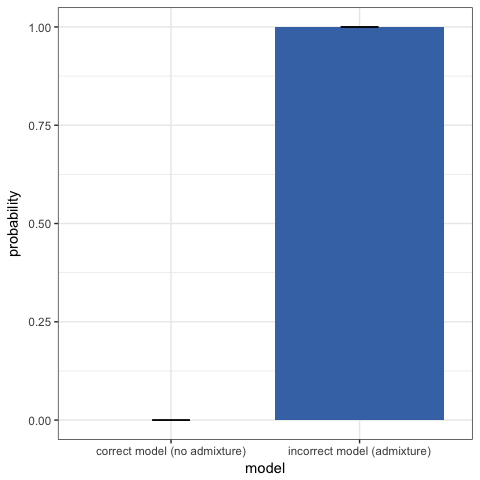 1.00
0.75
0.50
0.25
0.00
probability
correct model (no admixture)
incorrect model (admixture)
model